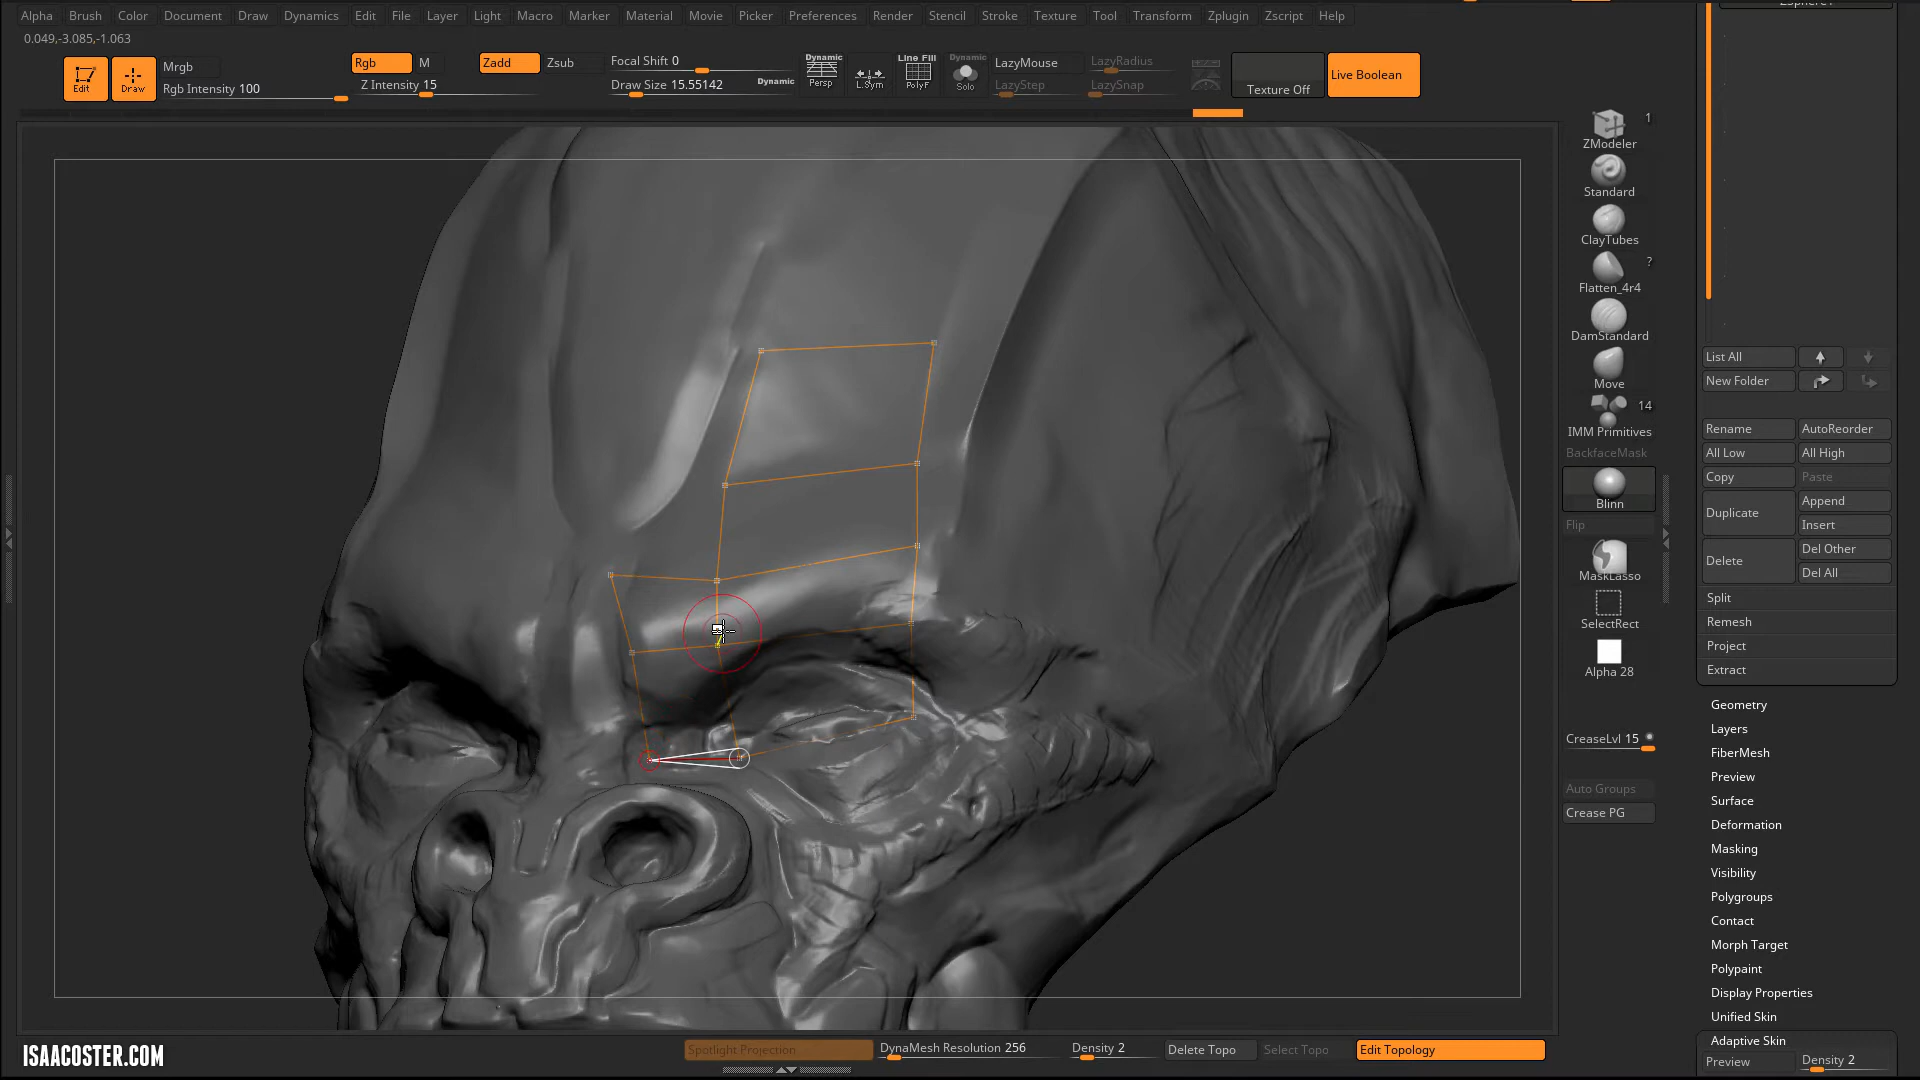 Alpha Brush Color Document Draw Dynamics Edit File Layer Light Macro Marker Material Movie Picker Preferences Render Stencil Stroke Texture Tool Transform Zplugin Zscript Help
0.049,-3.085,-1.063
Edit
Draw
Mrgb
Rgb Intensity 100
Rgb
M
Z Intensity 15
Zadd
Zsub
Focal Shift 0
Draw Size 15.55142
Dynamic
Dynamic
Persp
L.Sym
Line Fill
PolyF
Dynamic
Solo
LazyMouse
LazyStep
LazyRadius
LazySnap
Texture Off
Live Boolean
1
ZModeler
Standard
ClayTubes
?
Flatten_4r4
DamStandard
Move
14
IMM Primitives
BackfaceMask
Blinn
Flip
MaskLasso
SelectRect
Alpha 28
CreaseLvl 15
Auto Groups
Crease PG
List All
New Folder
Rename AutoReorder
All Low All High
Copy Paste
Duplicate Append
Insert
Delete Del Other
Del All
Split
Remesh
Project
Extract
Geometry
Layers
FiberMesh
Preview
Surface
Deformation
Masking
Visibility
Polygroups
Contact
Morph Target
Polypaint
Display Properties
Unified Skin
Adaptive Skin
Preview Density 2
ISAACOSTER.COM
Spotlight Projection
DynaMesh Resolution 256
Density 2
Delete Topo
Select Topo
Edit Topology